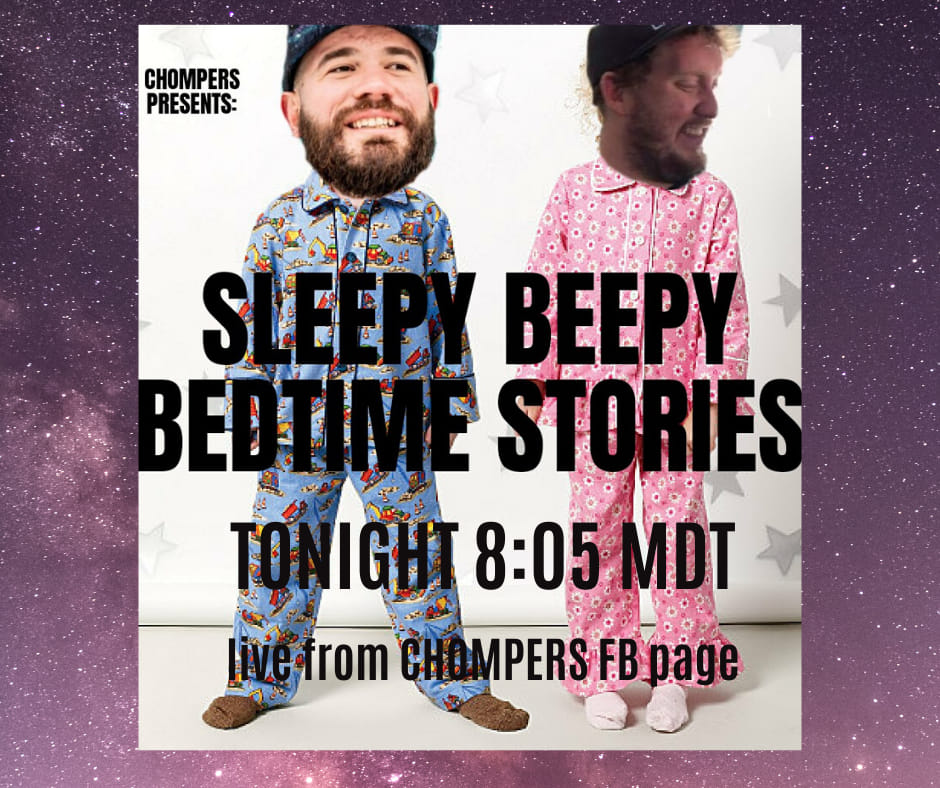 CHOMPERS
PRESENTS:
SLEEPY BEEPY
BEDTIME STORIES
TONIGHT 8:05 MDT
live from CHOMPERS FB page